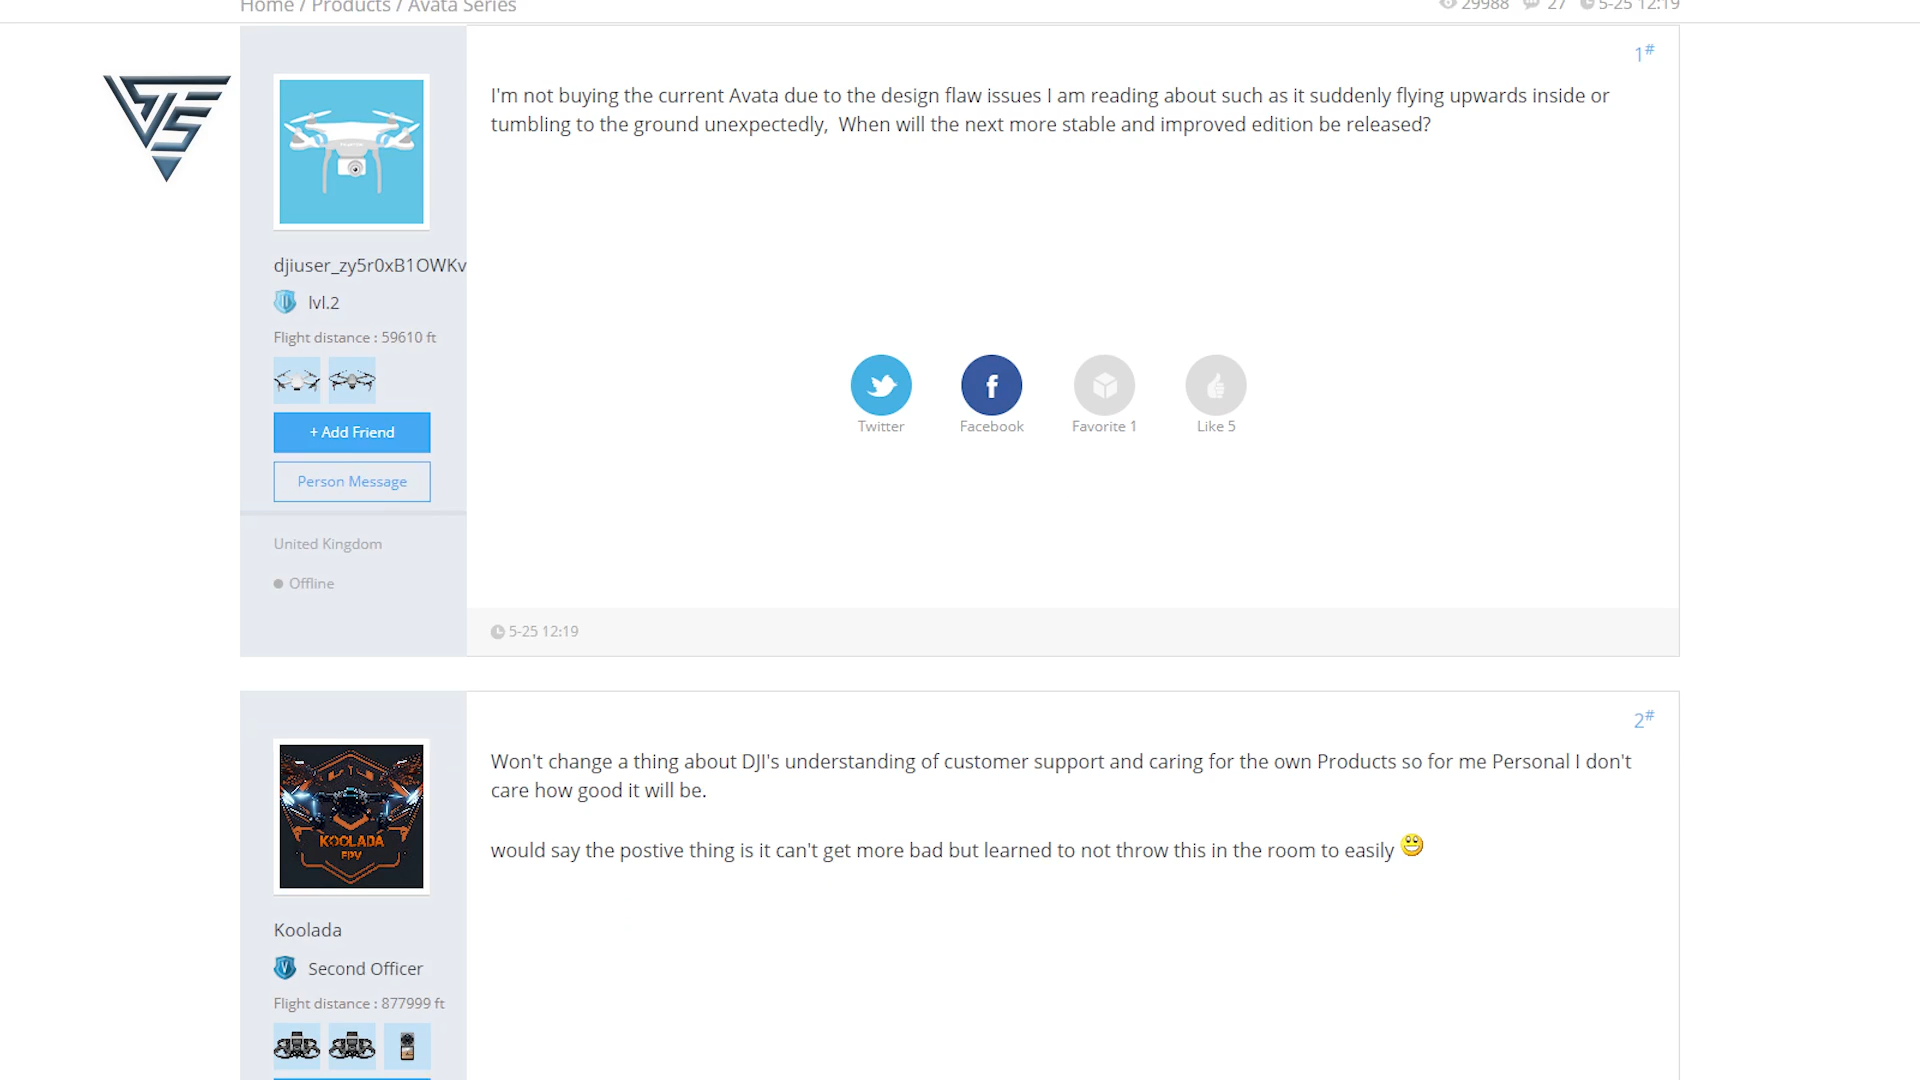 Home / Products / Avata Series
29988 27 5-25 12:19
1#
I'm not buying the current Avata due to the design flaw issues I am reading about such as it suddenly flying upwards inside or
tumbling to the ground unexpectedly,  When will the next more stable and improved edition be released?
djiuser_zy5r0xB1OWKv
lvl.2
Flight distance : 59610 ft
+ Add Friend
Person Message
Twitter
Facebook
Favorite 1
Like 5
United Kingdom
Offline
5-25 12:19
2#
Won't change a thing about DJI's understanding of customer support and caring for the own Products so for me Personal I don't
care how good it will be.
would say the postive thing is it can't get more bad but learned to not throw this in the room to easily
KOOLADA
FPV
Koolada
Second Officer
Flight distance : 877999 ft